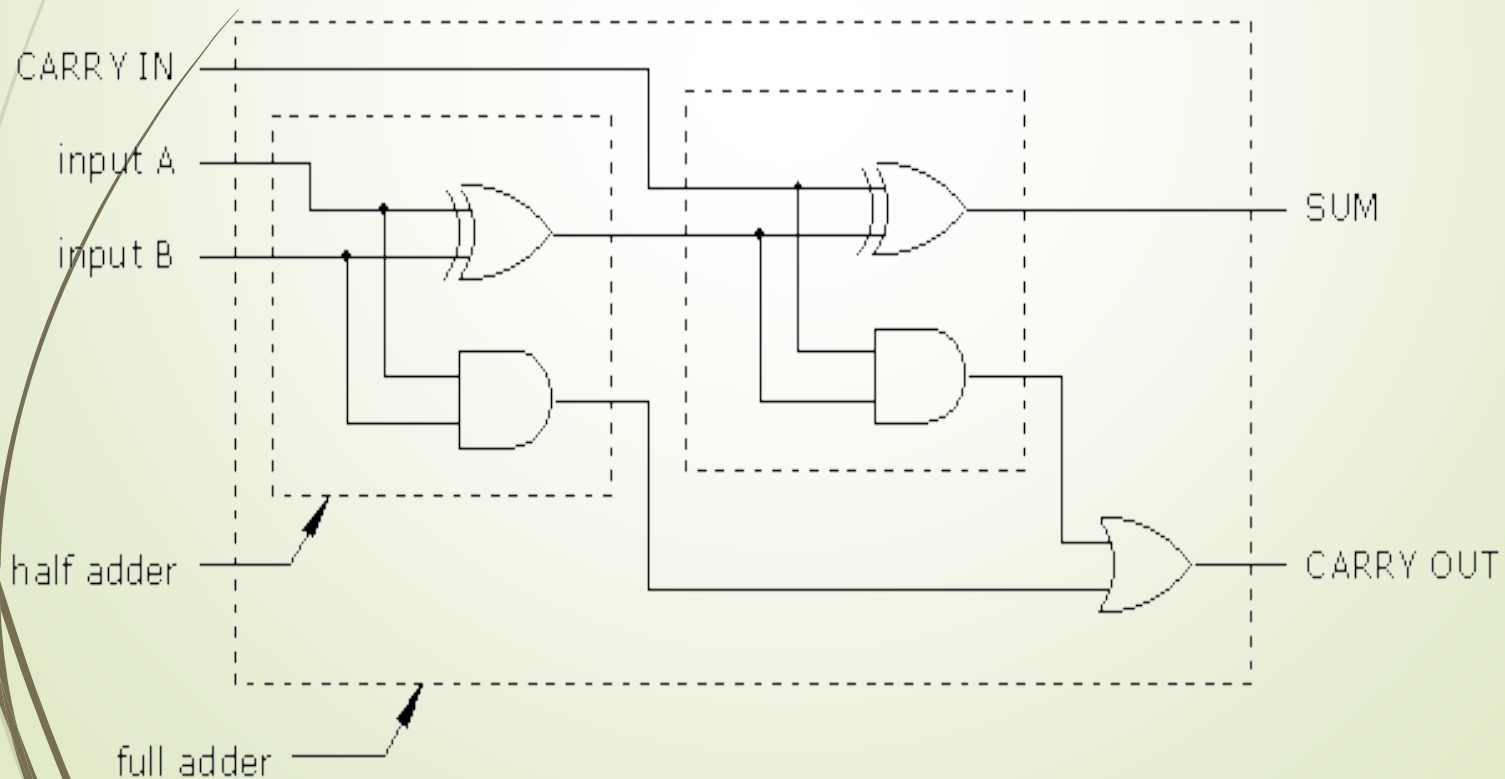 CARRY IN
input A
input B
SUM
half adder
CARRY OUT
full adder